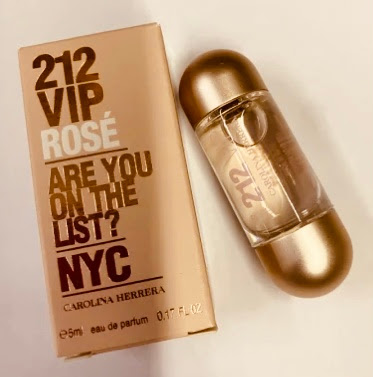 212
VIP
ROSÉ
ARE YOU
ON THE
LIST?
NYC
CAROLINA HERRERA
℮5ml eau de parfum 0.17 FL OZ
212